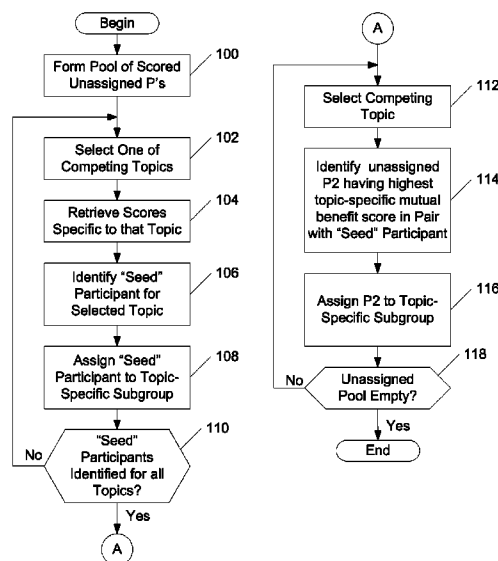 Begin
Form Pool of Scored
Unassigned P's
100
Select One of
Competing Topics
102
Retrieve Scores
Specific to that Topic
104
Identify "Seed"
Participant for
Selected Topic
106
Assign "Seed"
Participant to Topic-
Specific Subgroup
108
"Seed"
Participants
Identified for all
Topics?
110
No
Yes
A
A
Select Competing
Topic
112
Identify unassigned
P2 having highest
topic-specific mutual
benefit score in Pair
with "Seed" Participant
114
Assign P2 to Topic-
Specific Subgroup
116
Unassigned
Pool Empty?
118
No
Yes
End